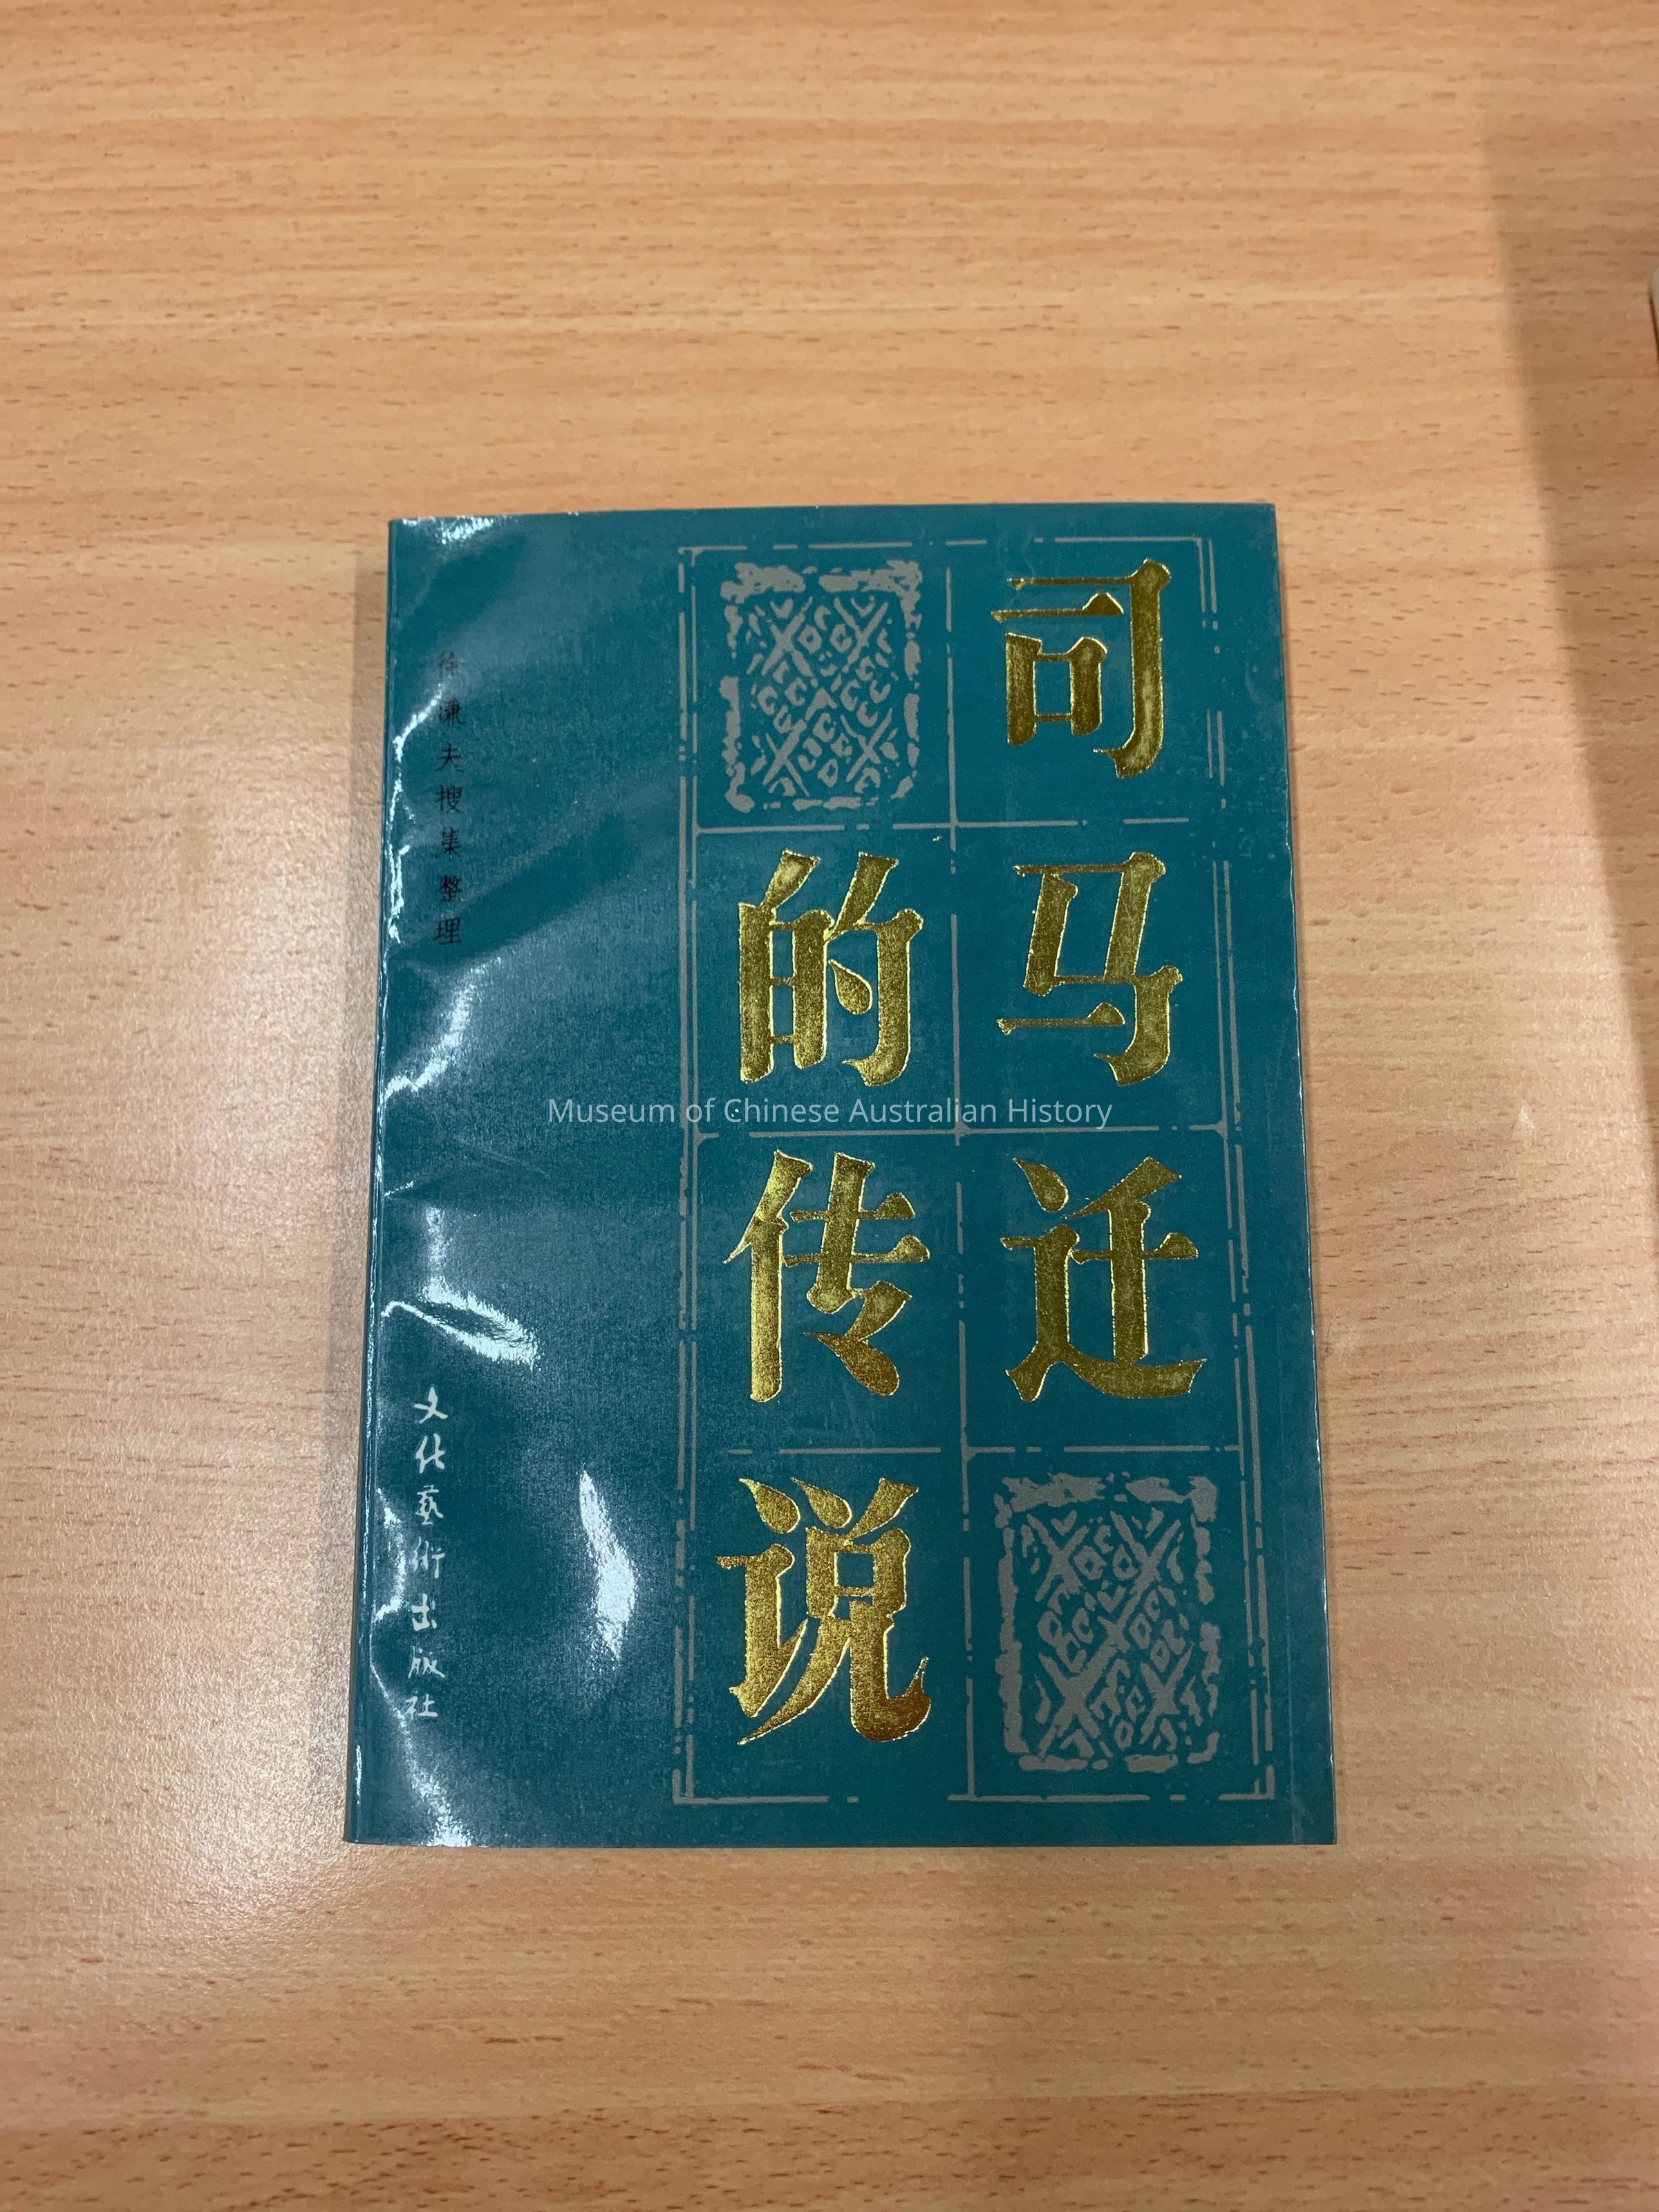 司马迁
的传说
徐谦夫搜集整理
文化藝術出版社
Museum of Chinese Australian History